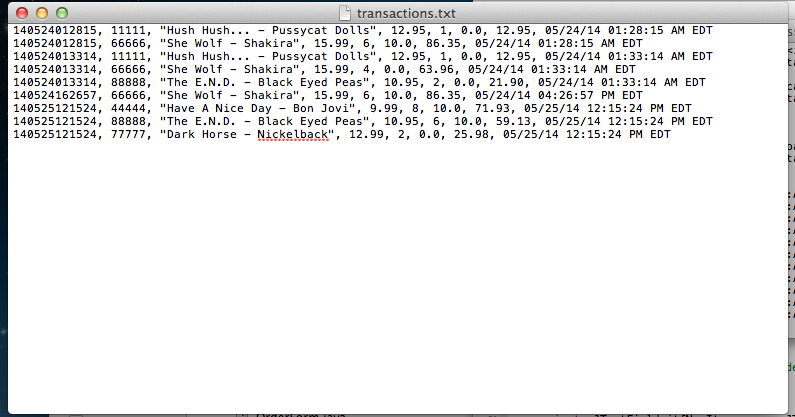 transactions.txt
140524012815, 11111, "Hush Hush... – Pussycat Dolls", 12.95, 1, 0.0, 12.95, 05/24/14 01:28:15 AM EDT
140524012815, 66666, "She Wolf – Shakira", 15.99, 6, 10.0, 86.35, 05/24/14 01:28:15 AM EDT
140524013314, 11111, "Hush Hush... – Pussycat Dolls", 12.95, 1, 0.0, 12.95, 05/24/14 01:33:14 AM EDT
140524013314, 66666, "She Wolf – Shakira", 15.99, 4, 0.0, 63.96, 05/24/14 01:33:14 AM EDT
140524013314, 88888, "The E.N.D. – Black Eyed Peas", 10.95, 2, 0.0, 21.90, 05/24/14 01:33:14 AM EDT
140524162657, 66666, "She Wolf – Shakira", 15.99, 6, 10.0, 86.35, 05/24/14 04:26:57 PM EDT
140525121524, 44444, "Have A Nice Day – Bon Jovi", 9.99, 8, 10.0, 71.93, 05/25/14 12:15:24 PM EDT
140525121524, 88888, "The E.N.D. – Black Eyed Peas", 10.95, 6, 10.0, 59.13, 05/25/14 12:15:24 PM EDT
140525121524, 77777, "Dark Horse – Nickelback", 12.99, 2, 0.0, 25.98, 05/25/14 12:15:24 PM EDT